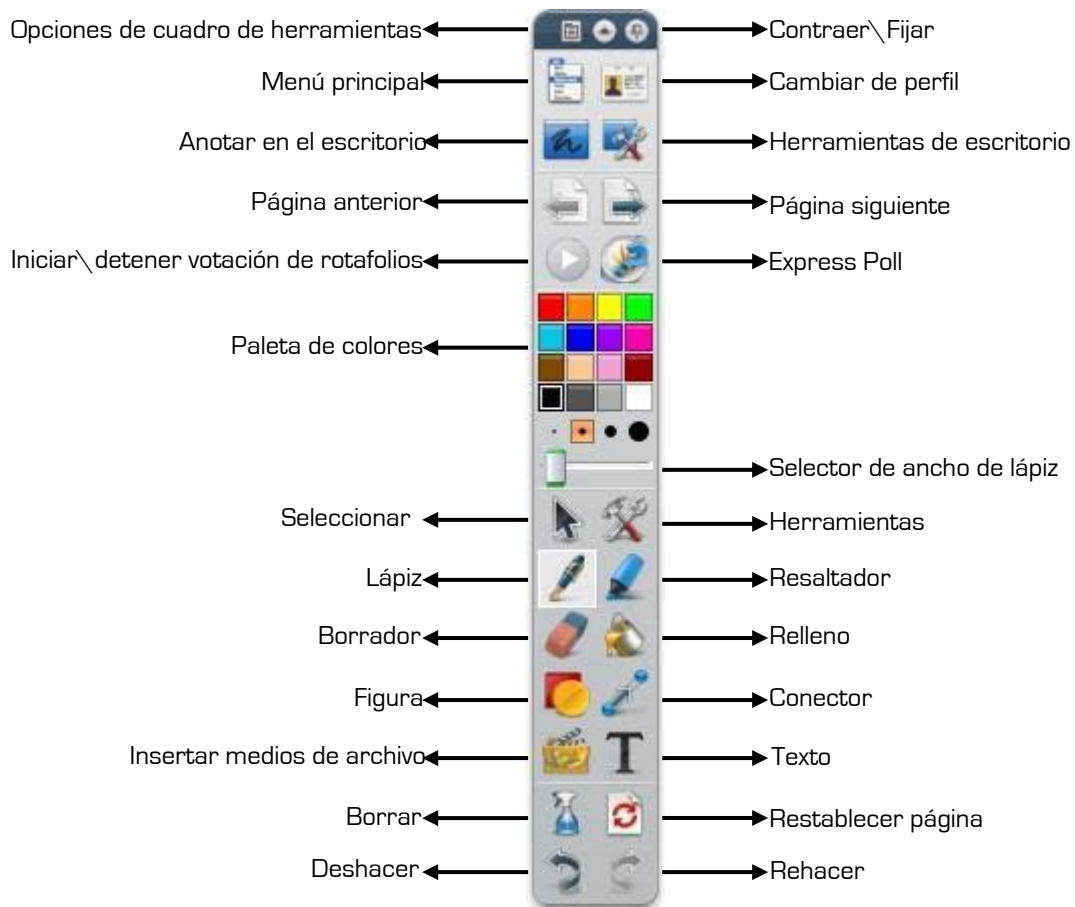 Opciones de cuadro de herramientas
Contraer\Fijar
Menú principal
Cambiar de perfil
Anotar en el escritorio
Herramientas de escritorio
Página anterior
Página siguiente
Iniciar\detener votación de rotafolios
Express Poll
Paleta de colores
Selector de ancho de lápiz
Seleccionar
Herramientas
Lápiz
Resaltador
Borrador
Relleno
Figura
Conector
Insertar medios de archivo
T
Texto
Borrar
Restablecer página
Deshacer
Rehacer